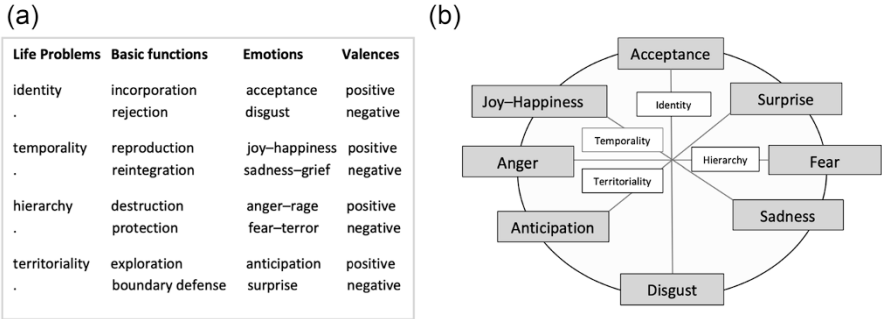 (a)
Life Problems Basic functions Emotions Valences
identity incorporation acceptance positive
. rejection disgust negative
temporality reproduction joy–happiness positive
. reintegration sadness–grief negative
hierarchy destruction anger–rage positive
. protection fear–terror negative
territoriality exploration anticipation positive
. boundary defense surprise negative
(b)
Acceptance
Joy–Happiness
Identity
Surprise
Temporality
Anger
Hierarchy
Fear
Territoriality
Anticipation
Sadness
Disgust